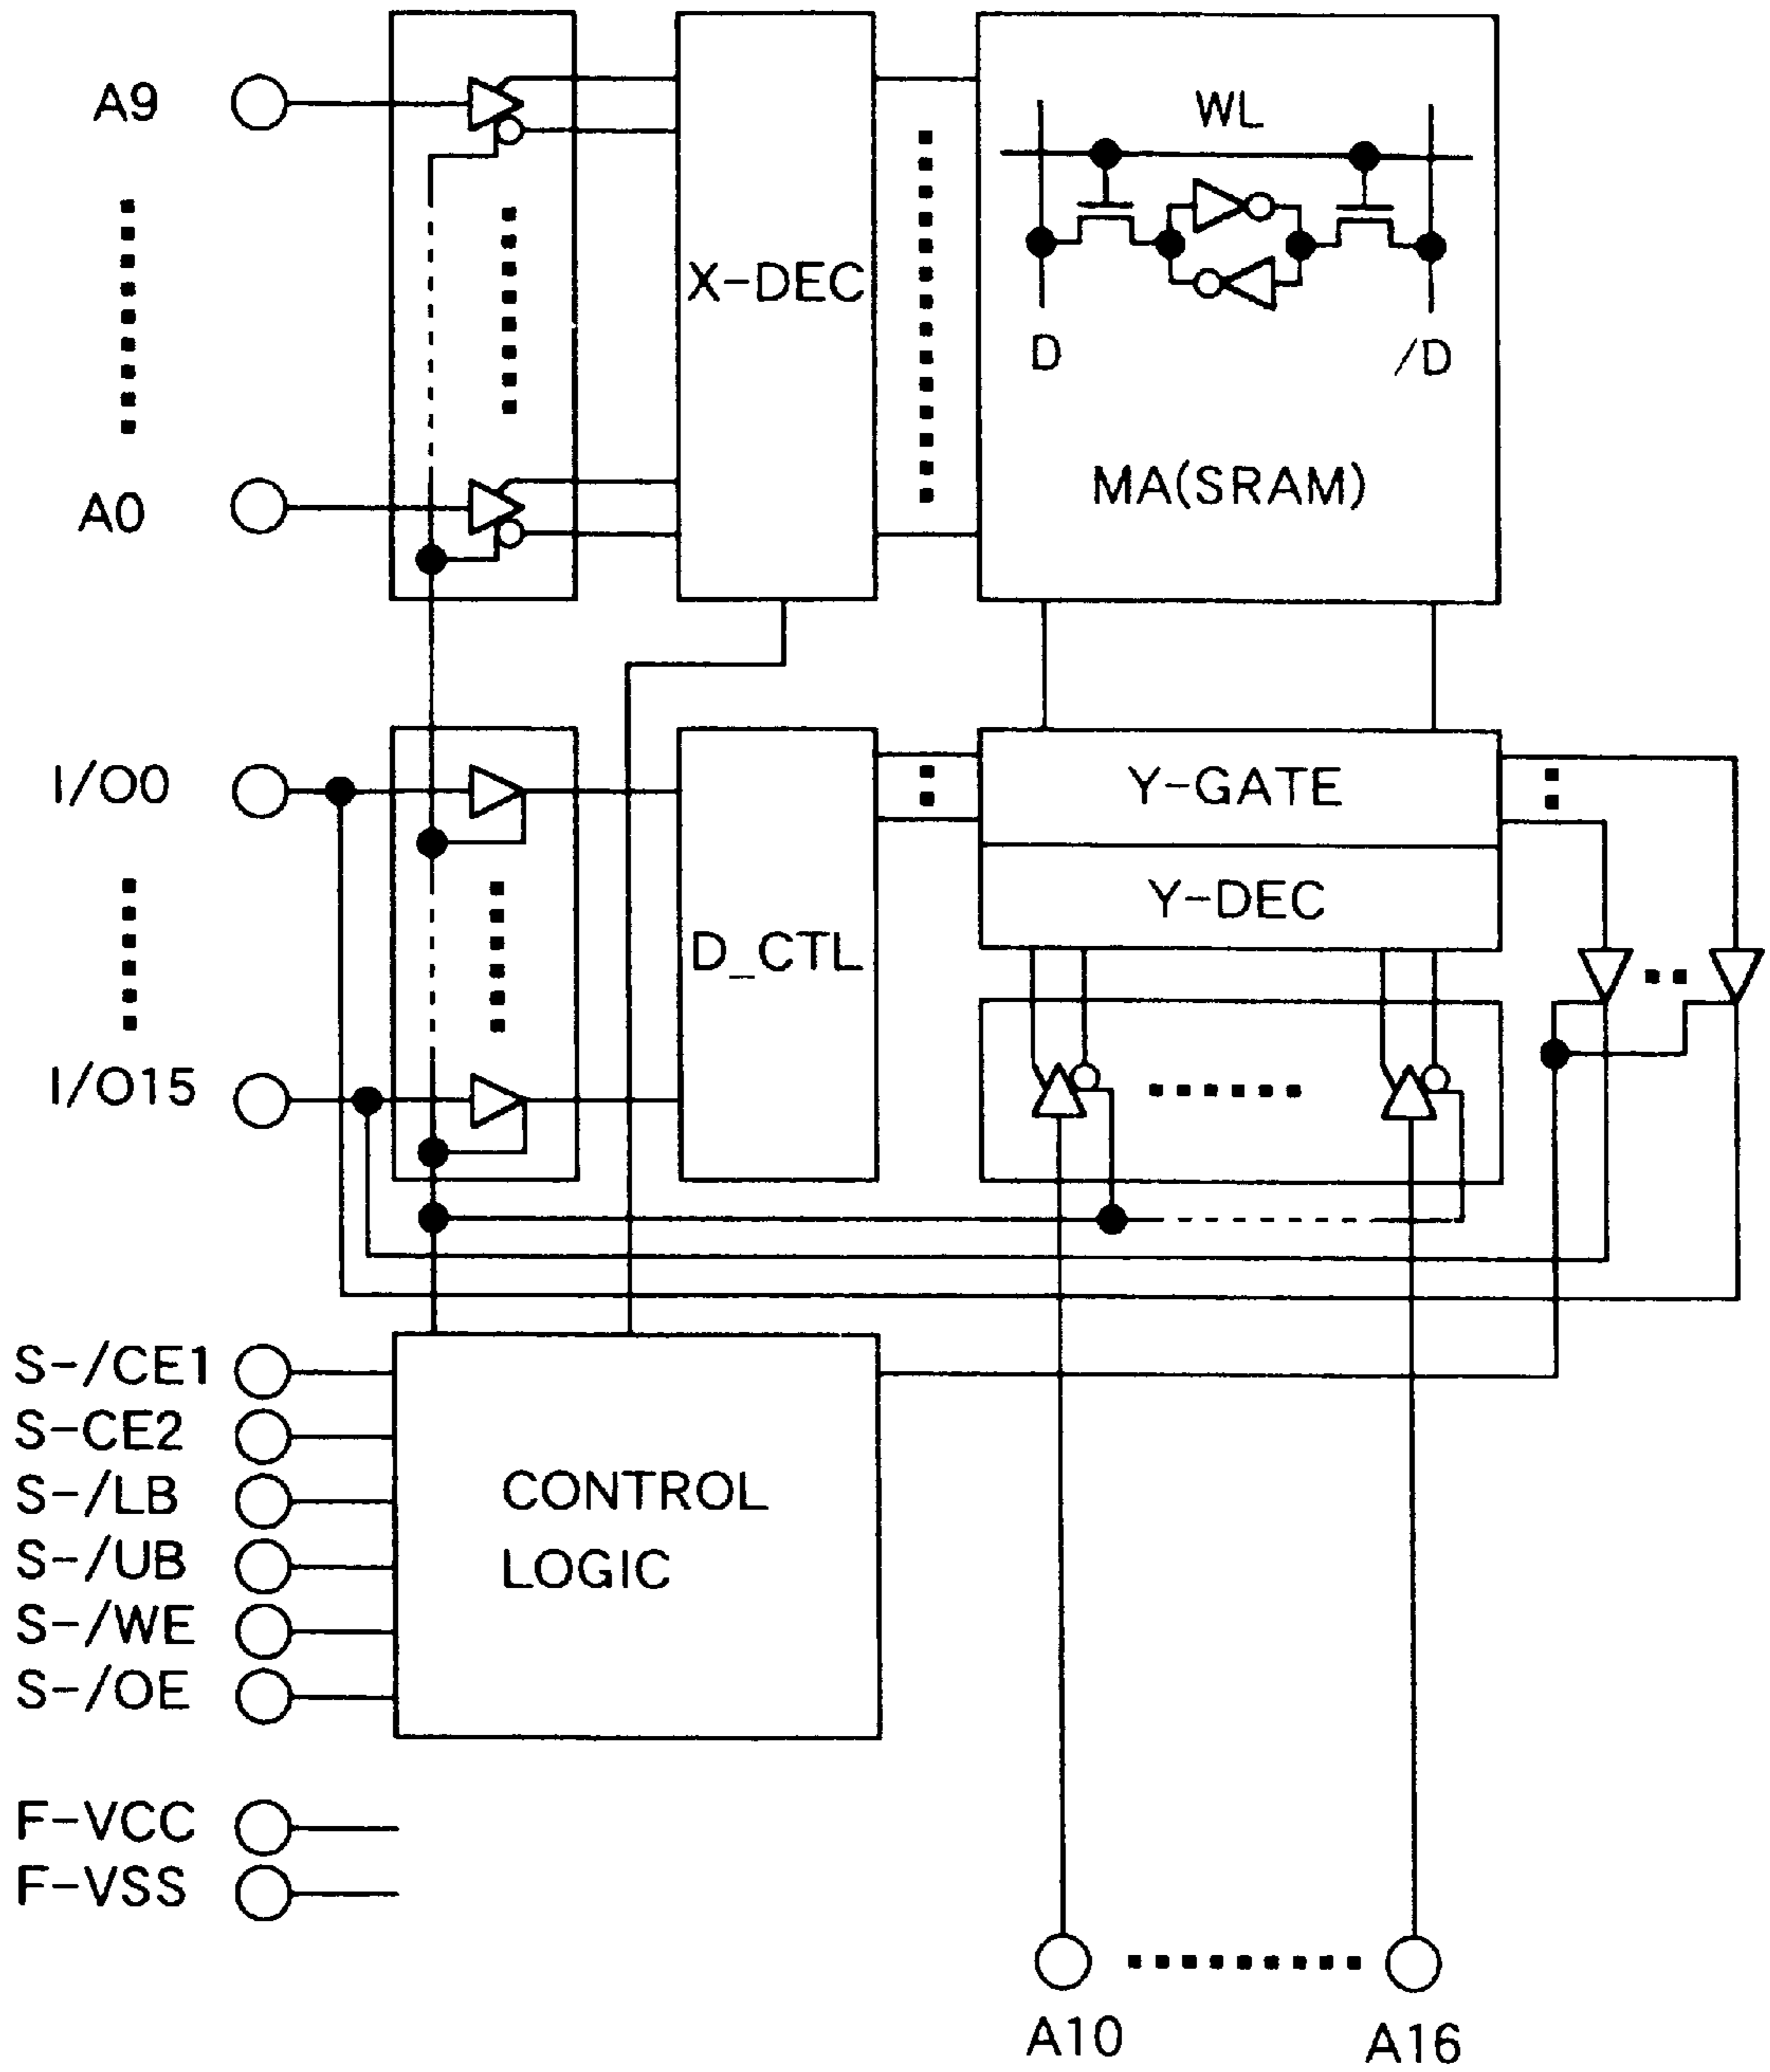 A9
WL
X-DEC
D
/D
MA(SRAM)
A0
I/O0
Y-GATE
Y-DEC
D_CTL
I/O15
S-/CE1
S-CE2
S-/LB
S-/UB
S-/WE
S-/OE
CONTROL
LOGIC
F-VCC
F-VSS
A10
A16